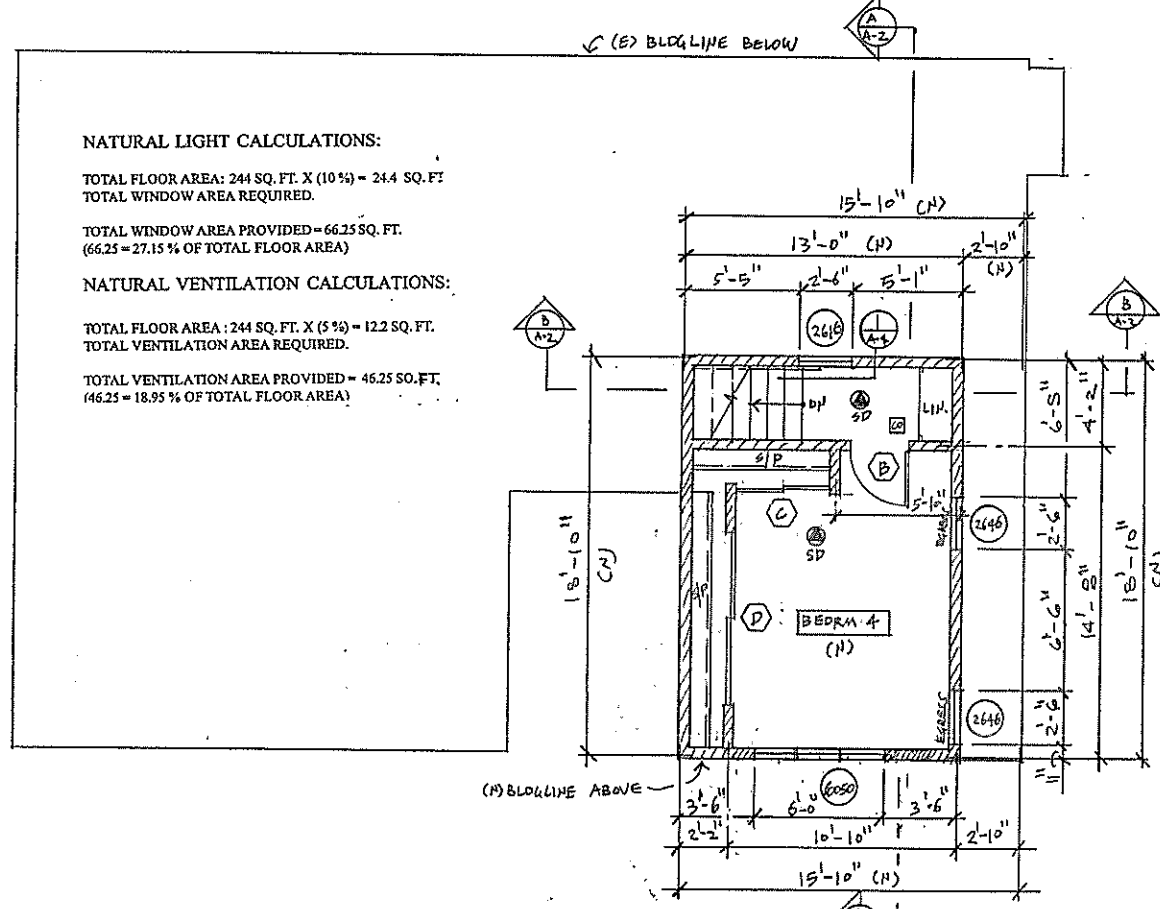 A
A-2
(E) BLDGLINE BELOW
NATURAL LIGHT CALCULATIONS:
TOTAL FLOOR AREA: 244 SQ. FT. X (10 %) = 24.4 SQ. FT
TOTAL WINDOW AREA REQUIRED.
TOTAL WINDOW AREA PROVIDED = 66.25 SQ. FT.
(66.25 = 27.15 % OF TOTAL FLOOR AREA)
NATURAL VENTILATION CALCULATIONS:
TOTAL FLOOR AREA : 244 SQ. FT. X (5 %) = 12.2 SQ. FT.
TOTAL VENTILATION AREA REQUIRED.
TOTAL VENTILATION AREA PROVIDED = 46.25 SQ. FT.
(46.25 = 18.95 % OF TOTAL FLOOR AREA)
15'-10" (N)
13'-0" (N)
2'-10"
(N)
5'-5"
2'-6"
5'-1"
B
A-2
2616
1
A-4
B
A-2
DN
SD
CO
LIN.
6'-5"
4'-2"
S/P
B
C
5'-10"
EGRESS
2646
2'-6"
SD
18'-10"
(N)
S/P
D
BEDRM. 4
(N)
6'-6"
14'-8"
18'-10"
(N)
EGRESS
2646
2'-6"
(N) BLDGLINE ABOVE
3'-6"
6'-0"
6050
3'-6"
2'-2"
10'-10"
2'-10"
15'-10" (N)